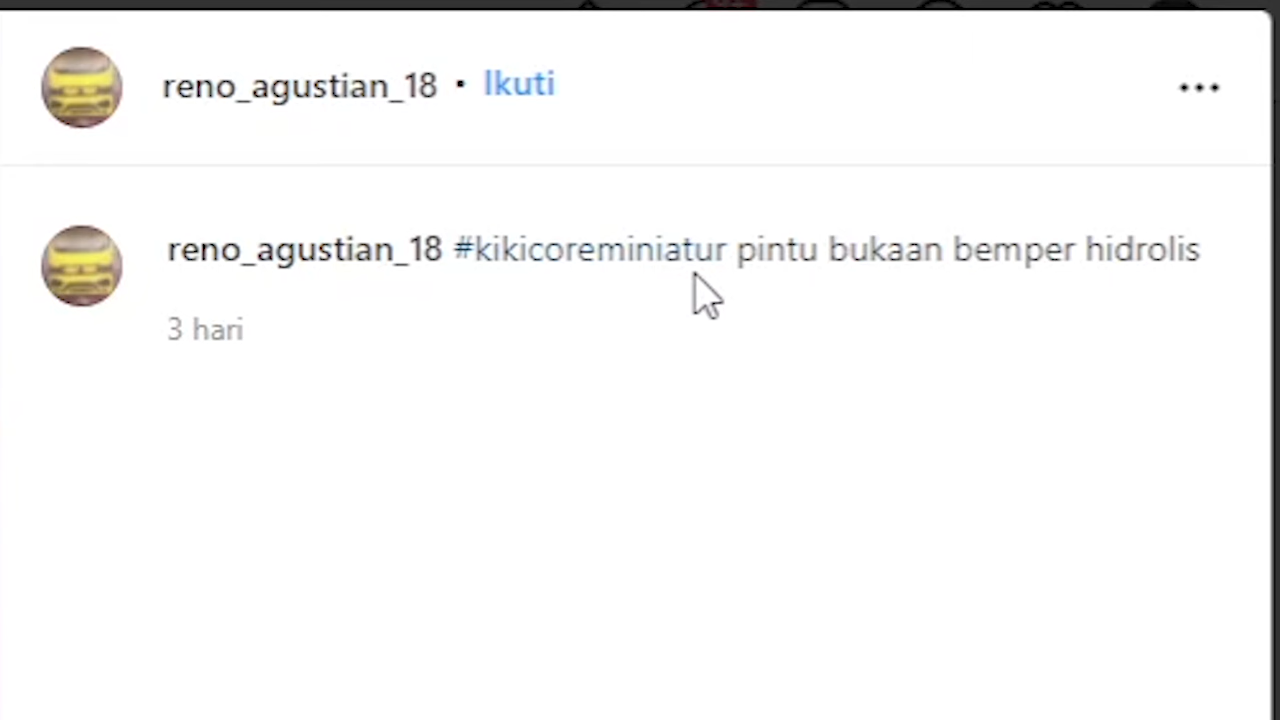 reno_agustian_18 • Ikuti
reno_agustian_18 #kikicoreminiatur pintu bukaan bemper hidrolis
3 hari